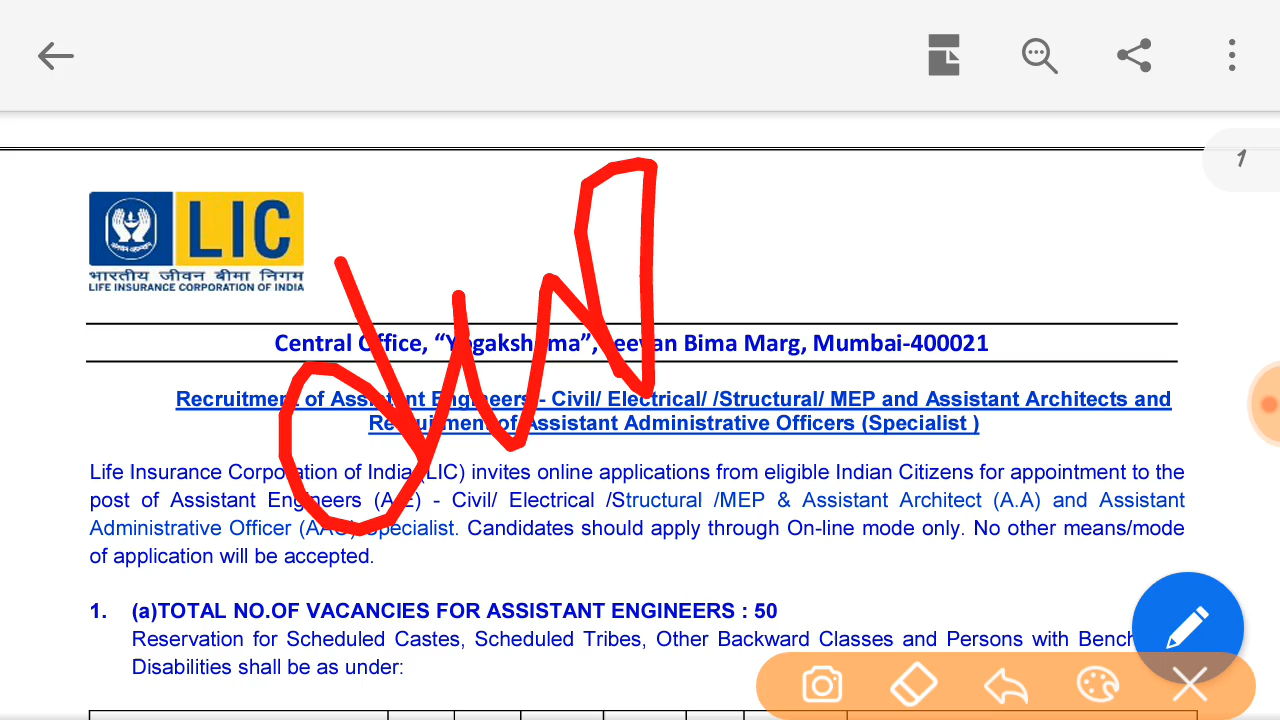 1
LIC
भारतीय जीवन बीमा निगम
LIFE INSURANCE CORPORATION OF INDIA
Central Office, “Yogakshema”, Jeevan Bima Marg, Mumbai-400021
Recruitment of Assistant Engineers - Civil/ Electrical/ /Structural/ MEP and Assistant Architects and
Recruitment of Assistant Administrative Officers (Specialist )
Life Insurance Corporation of India (LIC) invites online applications from eligible Indian Citizens for appointment to the
post of Assistant Engineers (A.E) - Civil/ Electrical /Structural /MEP & Assistant Architect (A.A) and Assistant
Administrative Officer (AAO) Specialist. Candidates should apply through On-line mode only. No other means/mode
of application will be accepted.
1. (a)TOTAL NO.OF VACANCIES FOR ASSISTANT ENGINEERS : 50
Reservation for Scheduled Castes, Scheduled Tribes, Other Backward Classes and Persons with
Disabilities shall be as under: